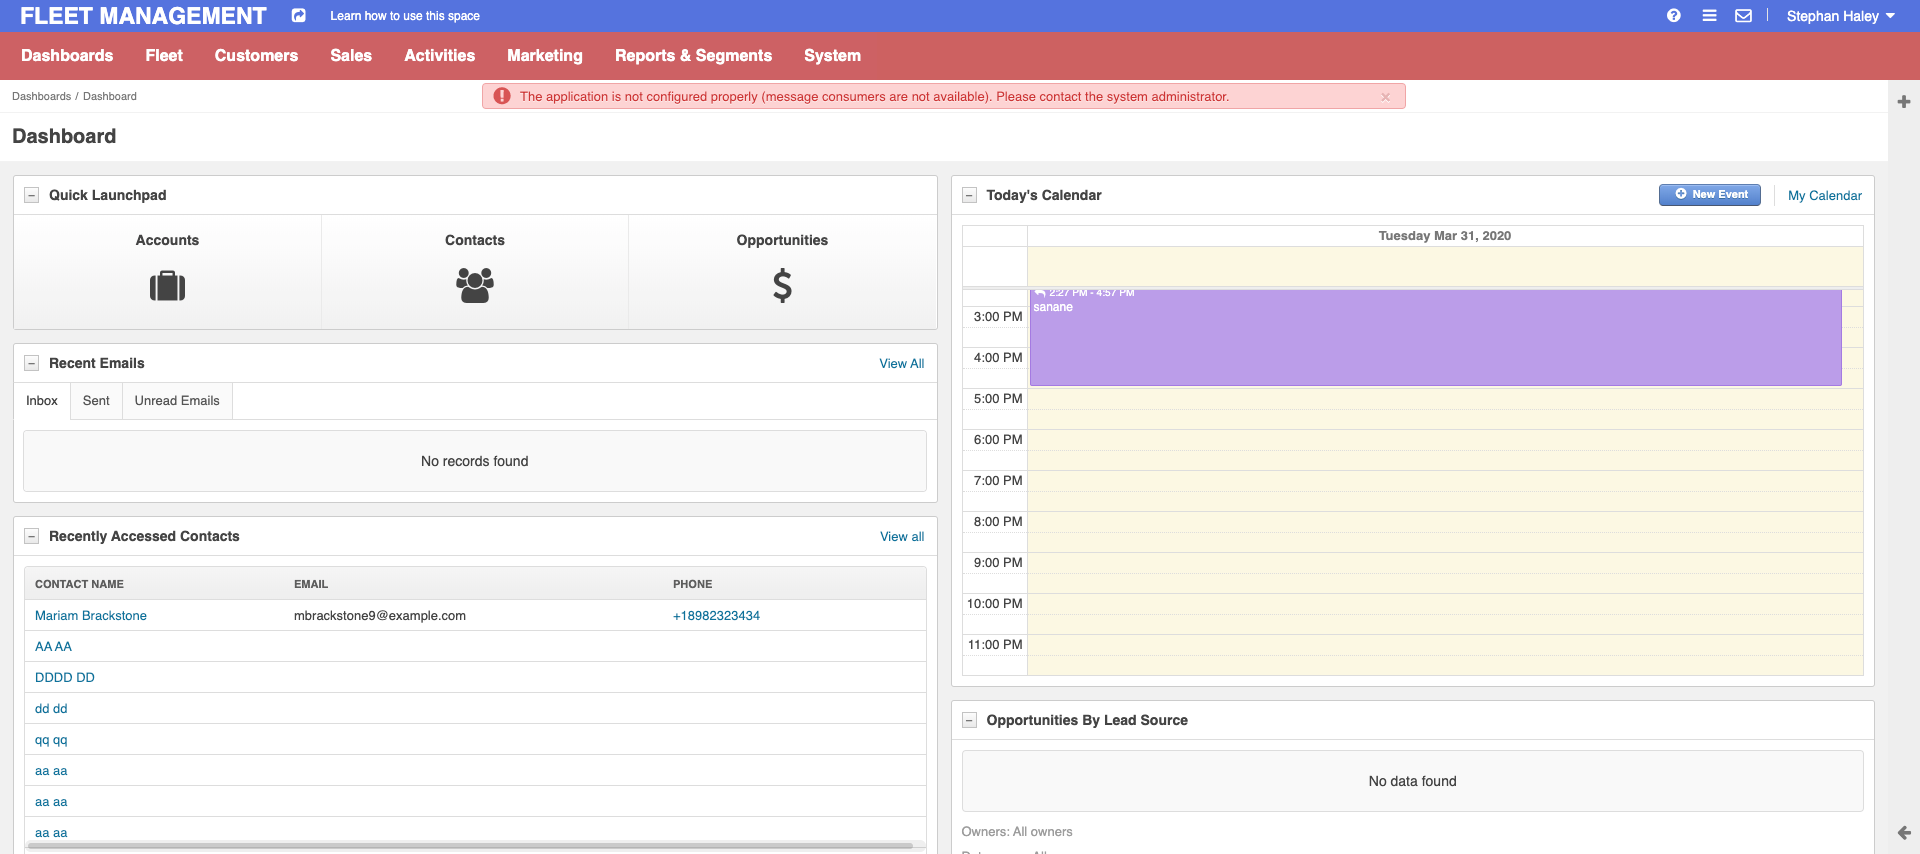 FLEET MANAGEMENT
Learn how to use this space
Stephan Haley
Dashboards Fleet Customers Sales Activities Marketing Reports & Segments System
Dashboards / Dashboard
The application is not configured properly (message consumers are not available). Please contact the system administrator.
Dashboard
Quick Launchpad
Accounts Contacts Opportunities
Recent Emails View All
Inbox Sent Unread Emails
No records found
Recently Accessed Contacts View all
CONTACT NAME EMAIL PHONE
Mariam Brackstone mbrackstone9@example.com +18982323434
AA AA
DDDD DD
dd dd
qq qq
aa aa
aa aa
aa aa
Today's Calendar New Event My Calendar
Tuesday Mar 31, 2020
2:27 PM - 4:57 PM
sanane
3:00 PM
4:00 PM
5:00 PM
6:00 PM
7:00 PM
8:00 PM
9:00 PM
10:00 PM
11:00 PM
Opportunities By Lead Source
No data found
Owners: All owners